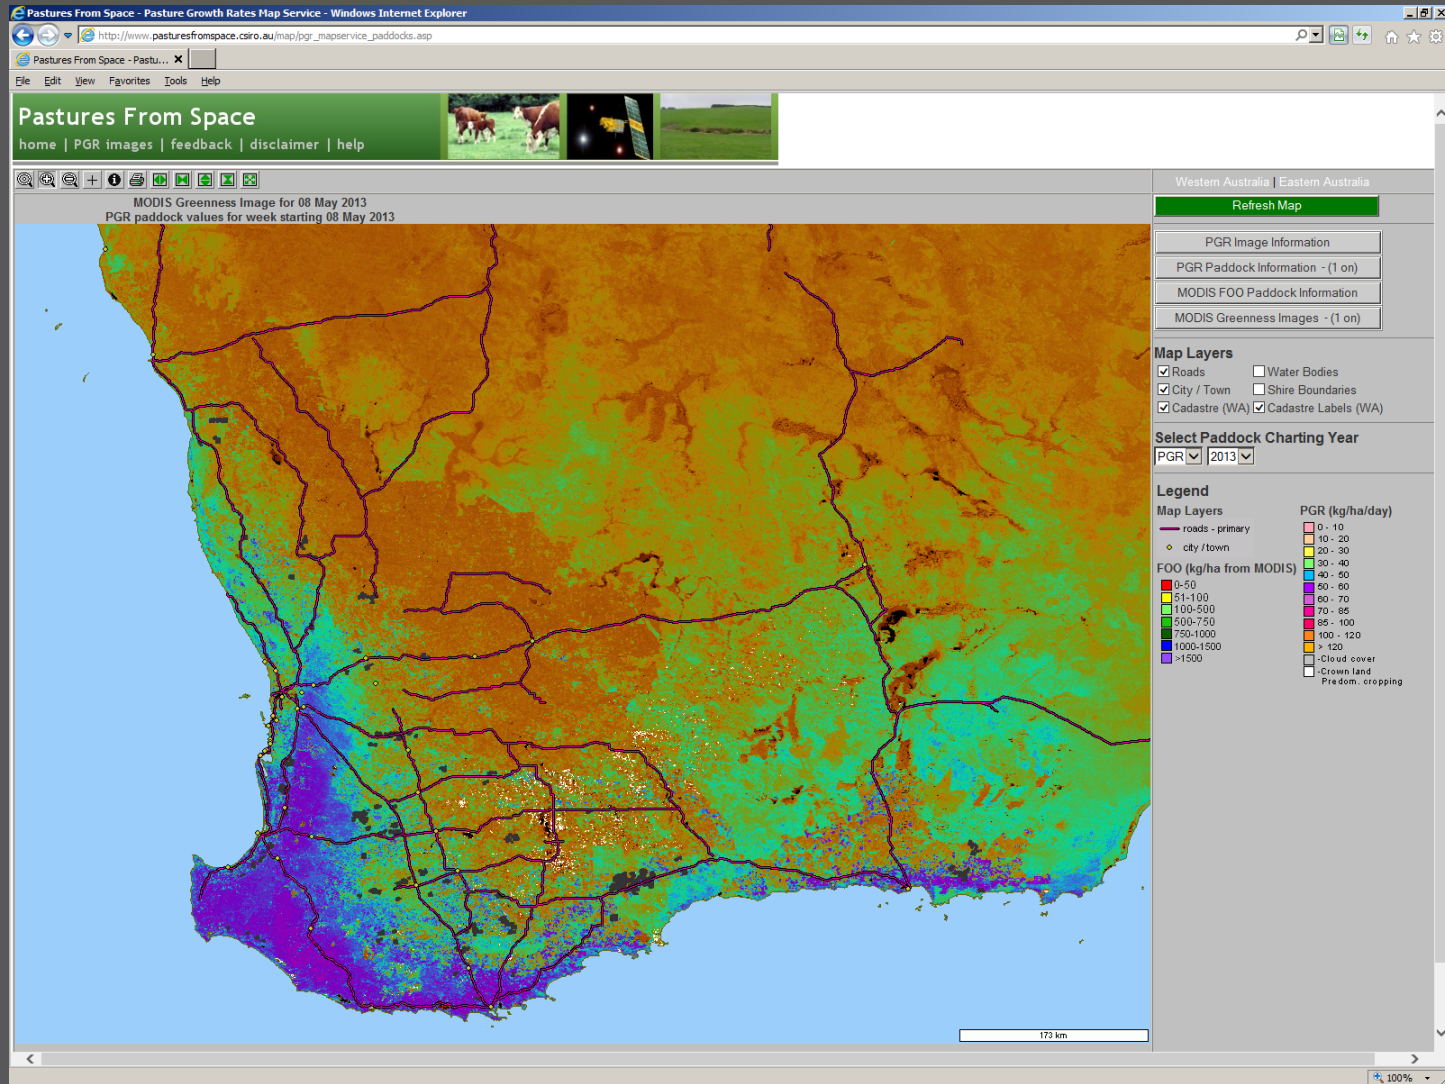 Pastures From Space - Pasture Growth Rates Map Service - Windows Internet Explorer
http://www.pasturesfromspace.csiro.au/map/pgr_mapservice_paddocks.asp
Pastures From Space - Pastu...
File Edit View Favorites Tools Help
Pastures From Space
home | PGR images | feedback | disclaimer | help
Western Australia | Eastern Australia
MODIS Greenness Image for 08 May 2013
PGR paddock values for week starting 08 May 2013
Refresh Map
PGR Image Information
PGR Paddock Information - (1 on)
MODIS FOO Paddock Information
MODIS Greenness Images - (1 on)
Map Layers
Roads Water Bodies
City / Town Shire Boundaries
Cadastre (WA) Cadastre Labels (WA)
Select Paddock Charting Year
PGR 2013
Legend
Map Layers
roads - primary
city / town
FOO (kg/ha from MODIS)
0-50
51-100
100-500
500-750
750-1000
1000-1500
>1500
PGR (kg/ha/day)
0 - 10
10 - 20
20 - 30
30 - 40
40 - 50
50 - 60
60 - 70
70 - 85
85 - 100
100 - 120
> 120
-Cloud cover
-Crown land
Predom. cropping
173 km
100%